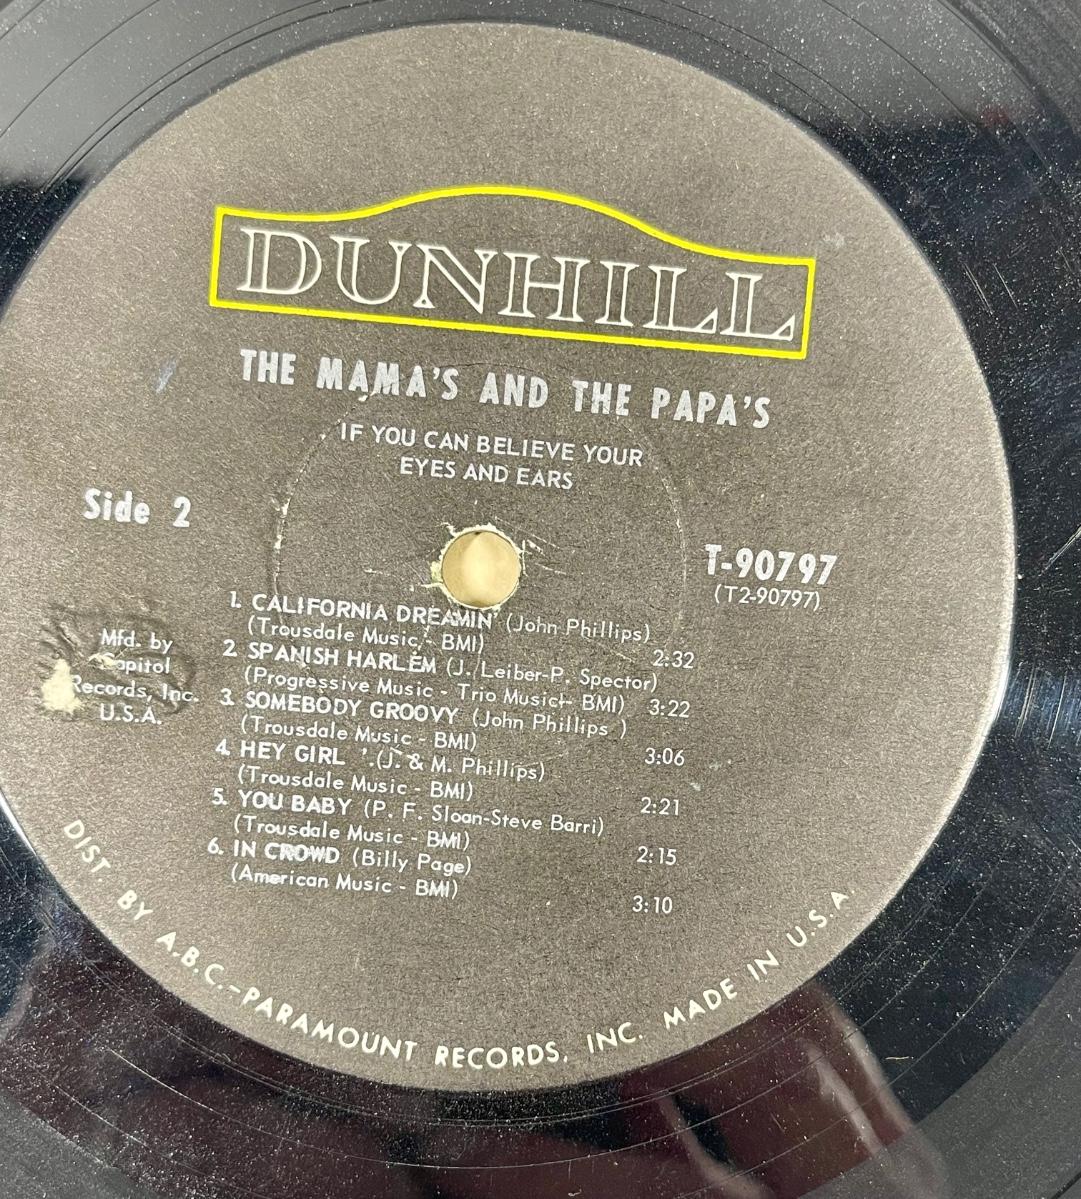 DUNHILL
THE MAMA'S AND THE PAPA'S
IF YOU CAN BELIEVE YOUR
EYES AND EARS
Side 2
T-90797
(T2-90797)
Mfd. by
Capitol
Records, Inc.
U.S.A.
1. CALIFORNIA DREAMIN' (John Phillips)
(Trousdale Music - BMI) 2:32
2 SPANISH HARLEM (J. Leiber-P. Spector)
(Progressive Music - Trio Music - BMI) 3:22
3. SOMEBODY GROOVY (John Phillips )
(Trousdale Music - BMI) 3:06
4. HEY GIRL (J. & M. Phillips)
(Trousdale Music - BMI) 2:21
5. YOU BABY (P. F. Sloan-Steve Barri)
(Trousdale Music - BMI) 2:15
6. IN CROWD (Billy Page)
(American Music - BMI) 3:10
DIST BY A.B.C.-PARAMOUNT RECORDS, INC. MADE IN U.S.A.